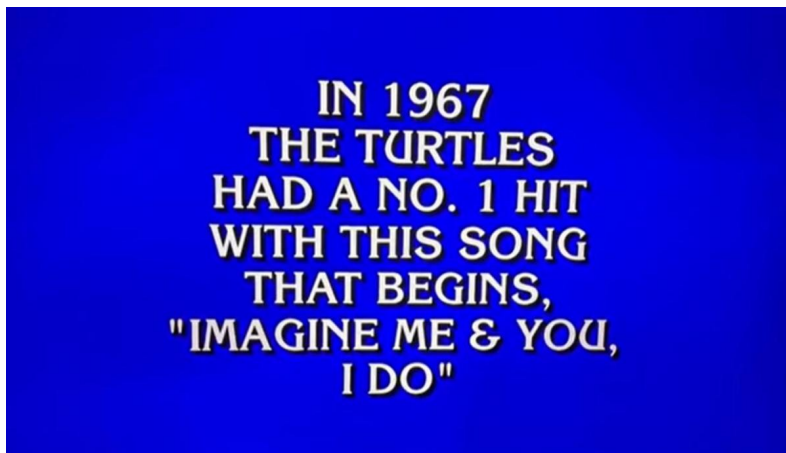 IN 1967
THE TURTLES
HAD A NO. 1 HIT
WITH THIS SONG
THAT BEGINS,
"IMAGINE ME & YOU,
I DO"